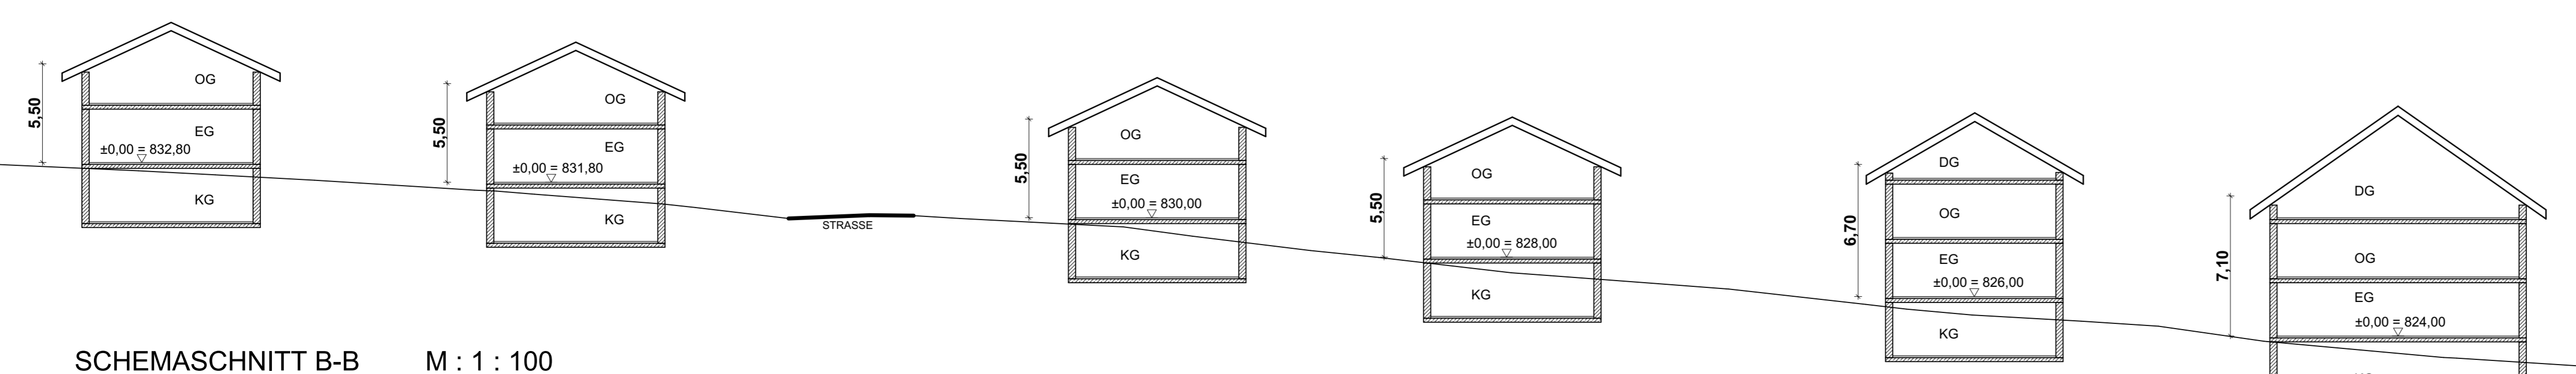 OG
EG
±0,00 = 832,80
KG
5,50
OG
EG
±0,00 = 831,80
KG
5,50
STRASSE
OG
EG
±0,00 = 830,00
KG
5,50
OG
EG
±0,00 = 828,00
KG
5,50
DG
OG
EG
±0,00 = 826,00
KG
6,70
DG
OG
EG
±0,00 = 824,00
7,10
SCHEMASCHNITT B-B M : 1 : 100